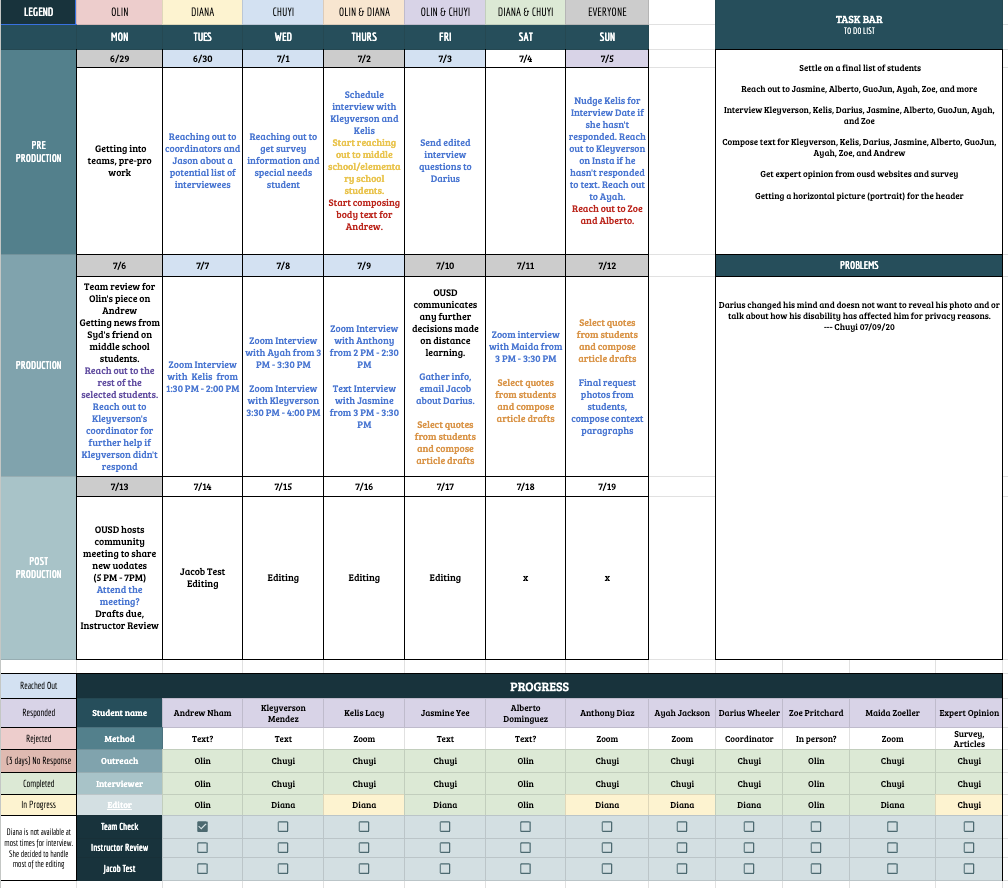 LEGEND OLIN DIANA CHUYI OLIN & DIANA OLIN & CHUYI DIANA & CHUYI EVERYONE
MON TUES WED THURS FRI SAT SUN
PRE
PRODUCTION
6/29 6/30 7/1 7/2 7/3 7/4 7/5
Getting into
teams, pre-pro
work
Reaching out to
coordinators and
Jason about a
potential list of
interviewees
Reaching out to
get survey
information and
special needs
student
Schedule
interview with
Kleyverson and
Kelis
Start reaching
out to middle
school/elementa
ry school
students.
Start composing
body text for
Andrew.
Send edited
interview
questions to
Darius
Nudge Kelis for
Interview Date if
she hasn't
responded. Reach
out to Kleyverson
on Insta if he
hasn't responded
to text. Reach out
to Ayah.
Reach out to Zoe
and Alberto.
PRODUCTION
7/6 7/7 7/8 7/9 7/10 7/11 7/12
Team review for
Olin's piece on
Andrew
Getting news from
Syd's friend on
middle school
students.
Reach out to the
rest of the
selected students.
Reach out to
Kleyverson's
coordinator for
further help if
Kleyverson didn't
respond
Zoom Interview
with Kelis from
1:30 PM - 2:00 PM
Zoom Interview
with Ayah from 3
PM - 3:30 PM
Zoom Interview
with Kleyverson
3:30 PM - 4:00 PM
Zoom Interview
with Anthony
from 2 PM - 2:30
PM
Text Interview
with Jasmine
from 3 PM - 3:30
PM
OUSD
communicates
any further
decisions made
on distance
learning.
Gather info,
email Jacob
about Darius.
Select quotes
from students
and compose
article drafts
Zoom interview
with Maida from
3 PM - 3:30 PM
Select quotes
from students
and compose
article drafts
Select quotes
from students
and compose
article drafts
Final request
photos from
students,
compose context
paragraphs
POST
PRODUCTION
7/13 7/14 7/15 7/16 7/17 7/18 7/19
OUSD hosts
community
meeting to share
new uodates
(5 PM - 7PM)
Attend the
meeting?
Drafts due,
Instructor Review
Jacob Test
Editing
Editing
Editing
Editing
x
x
TASK BAR
TO DO LIST
Settle on a final list of students
Reach out to Jasmine, Alberto, GuoJun, Ayah, Zoe, and more
Interview Kleyverson, Kelis, Darius, Jasmine, Alberto, GuoJun, Ayah,
and Zoe
Compose text for Kleyverson, Kelis, Darius, Jasmine, Alberto, GuoJun,
Ayah, Zoe, and Andrew
Get expert opinion from ousd websites and survey
Getting a horizontal picture (portrait) for the header
PROBLEMS
Darius changed his mind and doesn not want to reveal his photo and or
talk about how his disability has affected him for privacy reasons.
--- Chuyi 07/09/20
Reached Out PROGRESS
Responded Student name Andrew Nham Kleyverson Mendez Kelis Lacy Jasmine Yee Alberto Dominguez Anthony Diaz Ayah Jackson Darius Wheeler Zoe Pritchard Maida Zoeller Expert Opinion
Rejected Method Text? Text Zoom Text Text? Zoom Zoom Coordinator In person? Zoom Survey, Articles
(3 days) No Response Outreach Olin Chuyi Chuyi Chuyi Olin Chuyi Chuyi Chuyi Olin Chuyi Chuyi
Completed Interviewer Olin Chuyi Chuyi Chuyi Olin Chuyi Chuyi Chuyi Olin Chuyi Chuyi
In Progress Editor Olin Diana Diana Olin Olin Diana Diana Diana Olin Diana Chuyi
Diana is not available at
most times for interview.
She decided to handle
most of the editing
Team Check
Instructor Review
Jacob Test